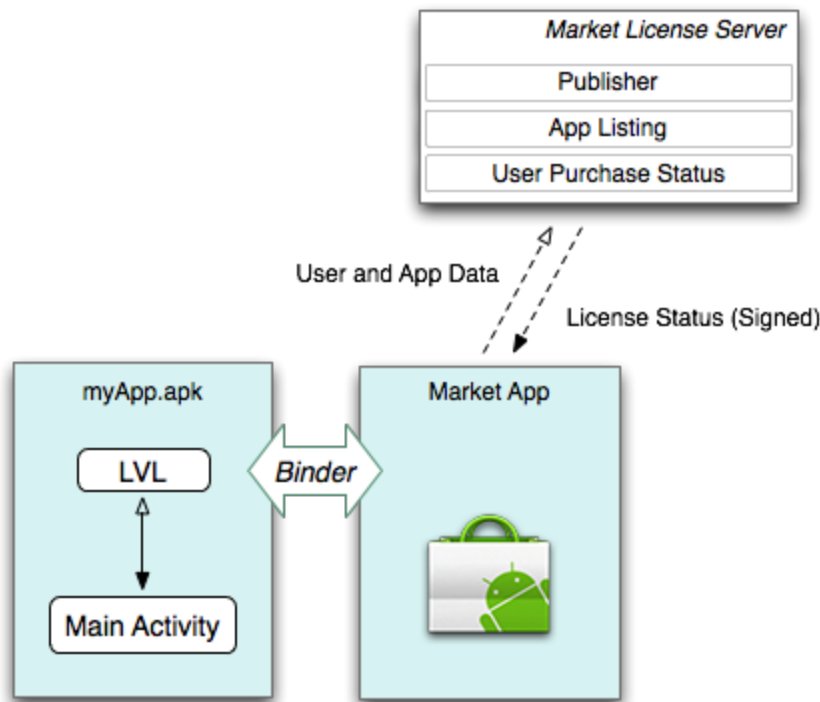 Market License Server
Publisher
App Listing
User Purchase Status
User and App Data
License Status (Signed)
myApp.apk
Market App
LVL
Binder
Main Activity